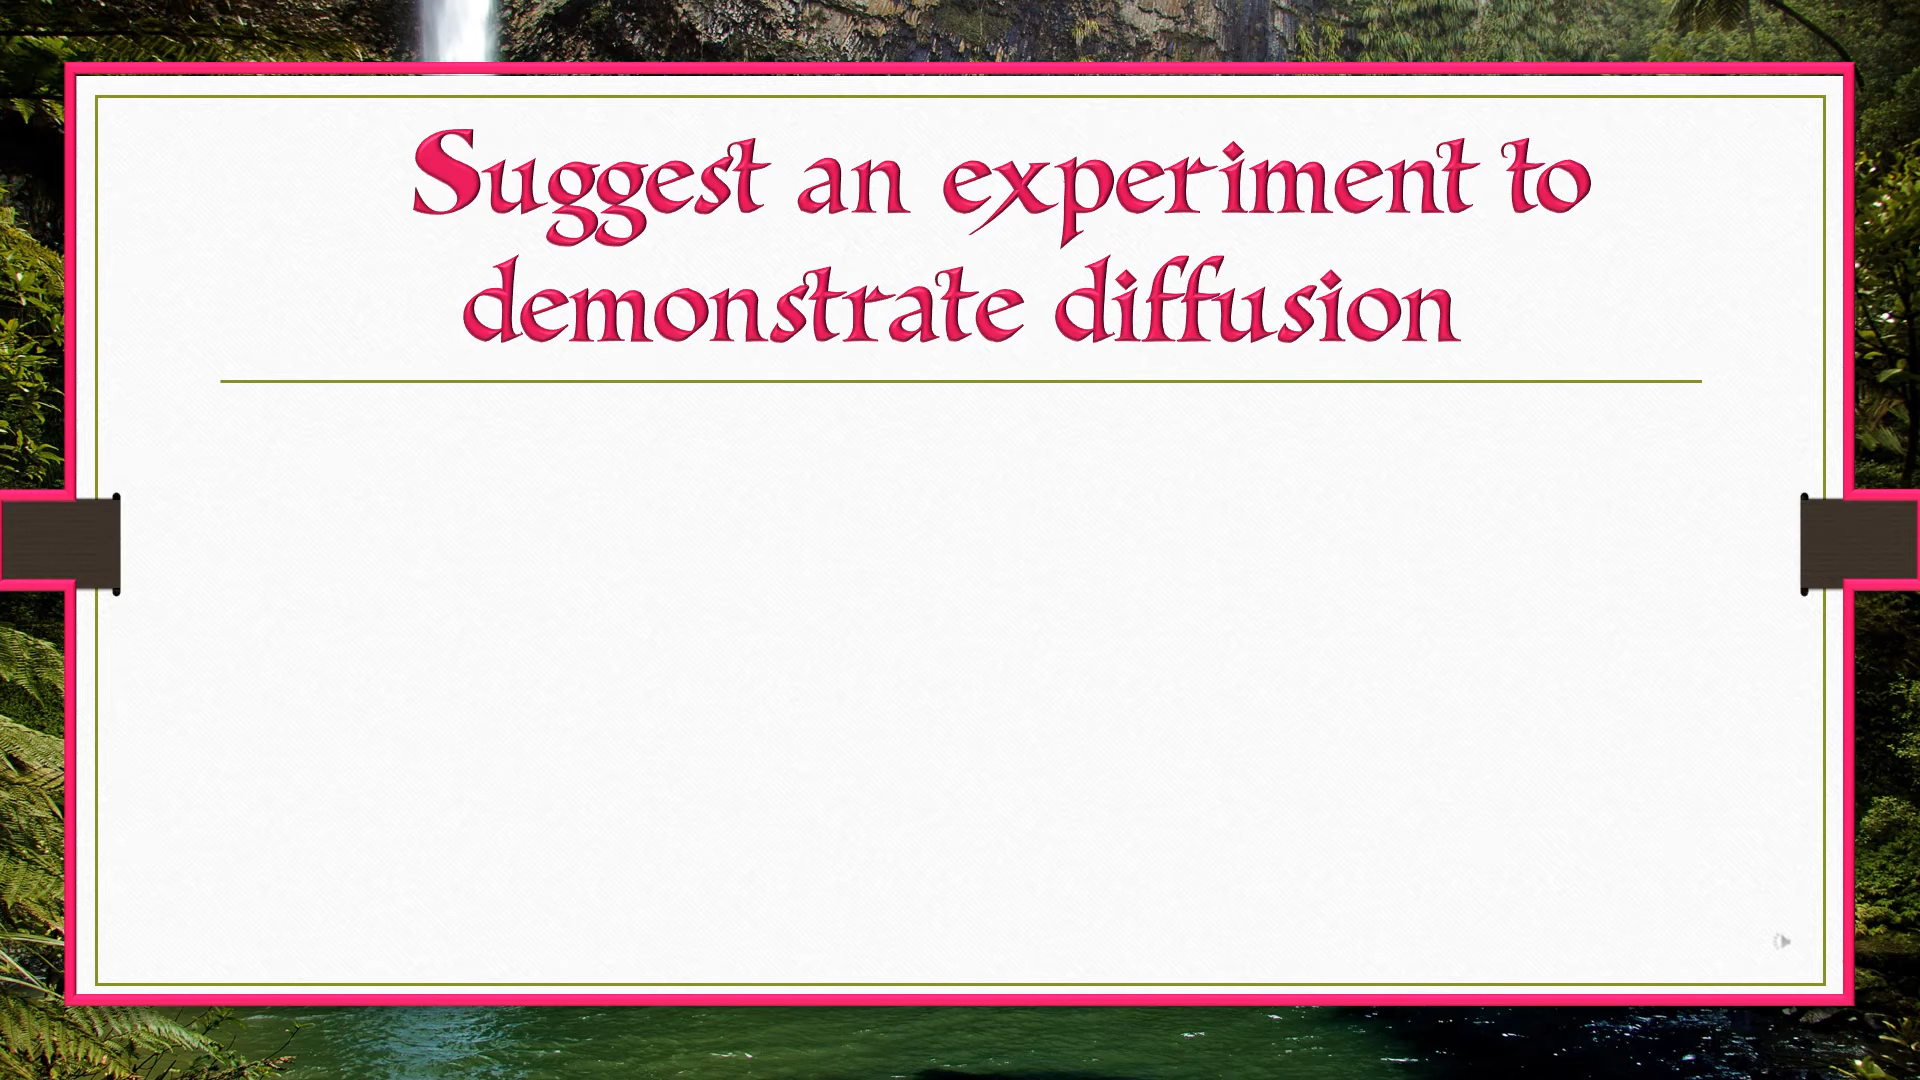 Suggest an experiment to
demonstrate diffusion